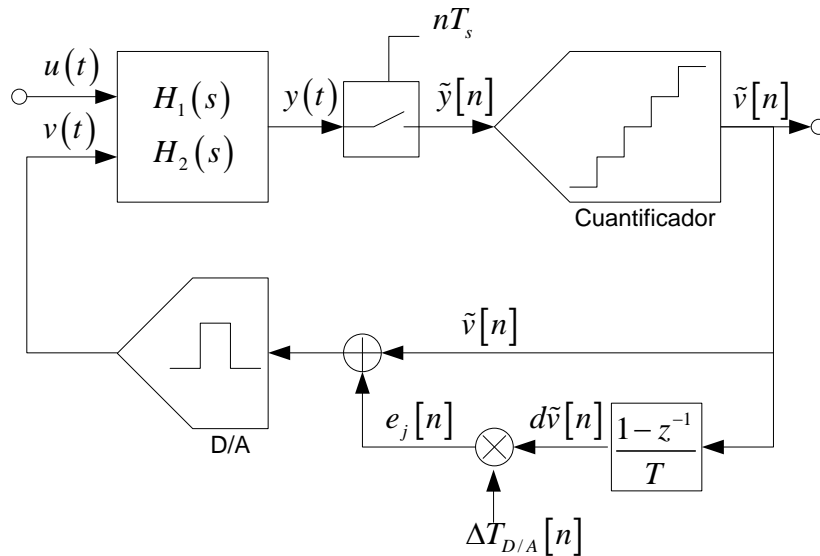 nT_s
u(t)
v(t)
H_1(s)
H_2(s)
y(t)
ỹ[n]
ṽ[n]
Cuantificador
ṽ[n]
D/A
e_j[n]
dṽ[n]
1 − z^{-1}
T
ΔT_{D/A}[n]